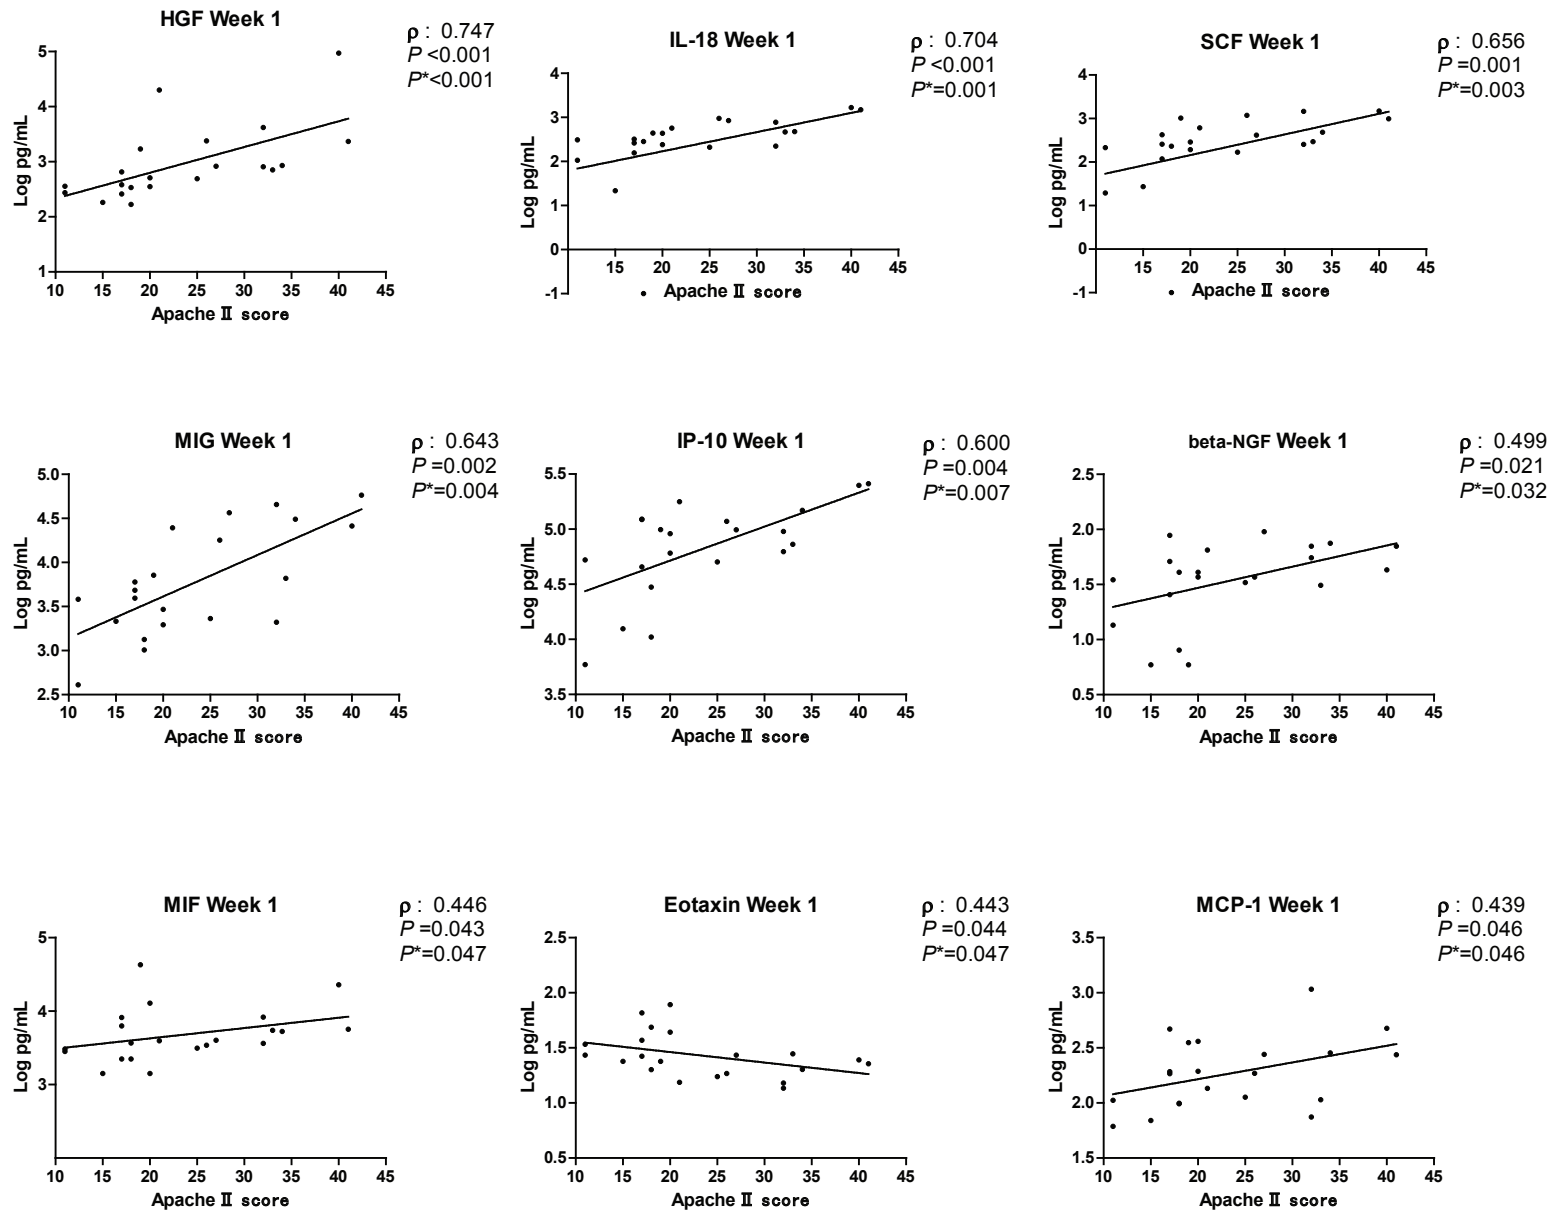 HGF Week 1
ρ : 0.747
P <0.001
P*<0.001
Log pg/mL
5
4
3
2
1
10 15 20 25 30 35 40 45
Apache Ⅱ score
IL-18 Week 1
ρ : 0.704
P <0.001
P*=0.001
Log pg/mL
4
3
2
1
0
-1
15 20 25 30 35 40 45
Apache Ⅱ score
SCF Week 1
ρ : 0.656
P =0.001
P*=0.003
Log pg/mL
4
3
2
1
0
-1
15 20 25 30 35 40 45
Apache Ⅱ score
MIG Week 1
ρ : 0.643
P =0.002
P*=0.004
Log pg/mL
5.0
4.5
4.0
3.5
3.0
2.5
10 15 20 25 30 35 40 45
Apache Ⅱ score
IP-10 Week 1
ρ : 0.600
P =0.004
P*=0.007
Log pg/mL
5.5
5.0
4.5
4.0
3.5
10 15 20 25 30 35 40 45
Apache Ⅱ score
beta-NGF Week 1
ρ : 0.499
P =0.021
P*=0.032
Log pg/mL
2.5
2.0
1.5
1.0
0.5
10 15 20 25 30 35 40 45
Apache Ⅱ score
MIF Week 1
ρ : 0.446
P =0.043
P*=0.047
Log pg/mL
5
4
3
10 15 20 25 30 35 40 45
Apache Ⅱ score
Eotaxin Week 1
ρ : 0.443
P =0.044
P*=0.047
Log pg/mL
2.5
2.0
1.5
1.0
0.5
10 15 20 25 30 35 40 45
Apache Ⅱ score
MCP-1 Week 1
ρ : 0.439
P =0.046
P*=0.046
Log pg/mL
3.5
3.0
2.5
2.0
1.5
10 15 20 25 30 35 40 45
Apache Ⅱ score